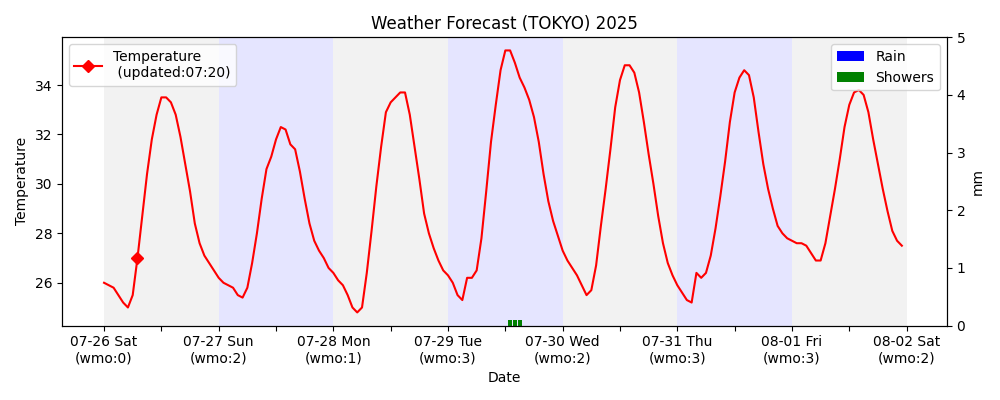 Weather Forecast (TOKYO) 2025
Temperature
(updated:07:20)
Rain
Showers
Temperature
34
32
30
28
26
5
4
3
2
1
0
mm
07-26 Sat
(wmo:0)
07-27 Sun
(wmo:2)
07-28 Mon
(wmo:1)
07-29 Tue
(wmo:3)
07-30 Wed
(wmo:2)
07-31 Thu
(wmo:3)
08-01 Fri
(wmo:3)
08-02 Sat
(wmo:2)
Date